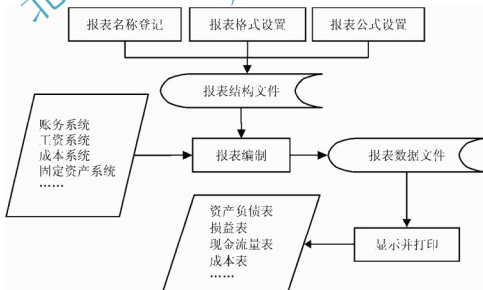 报表名称登记
报表格式设置
报表公式设置
报表结构文件
账务系统
工资系统
成本系统
固定资产系统
……
报表编制
报表数据文件
资产负债表
损益表
现金流量表
成本表
……
显示并打印